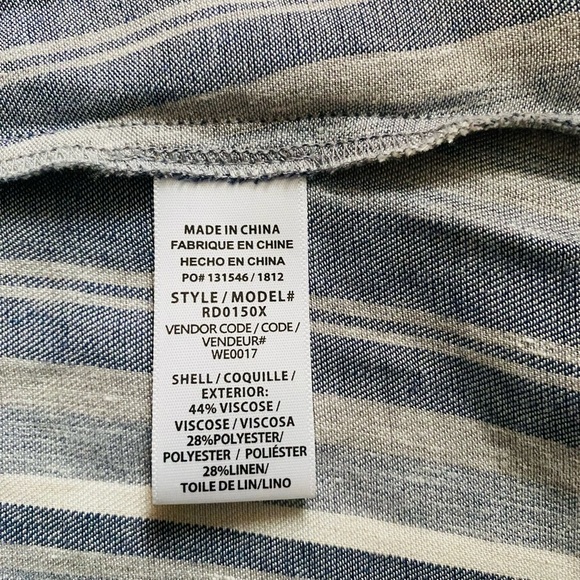 MADE IN CHINA
FABRIQUE EN CHINE
HECHO EN CHINA
PO# 131546 / 1812
STYLE / MODEL#
RD0150X
VENDOR CODE / CODE /
VENDEUR#
WE0017
SHELL / COQUILLE /
EXTERIOR:
44% VISCOSE /
VISCOSE / VISCOSA
28%POLYESTER/
POLYESTER / POLIÉSTER
28%LINEN/
TOILE DE LIN/LINO